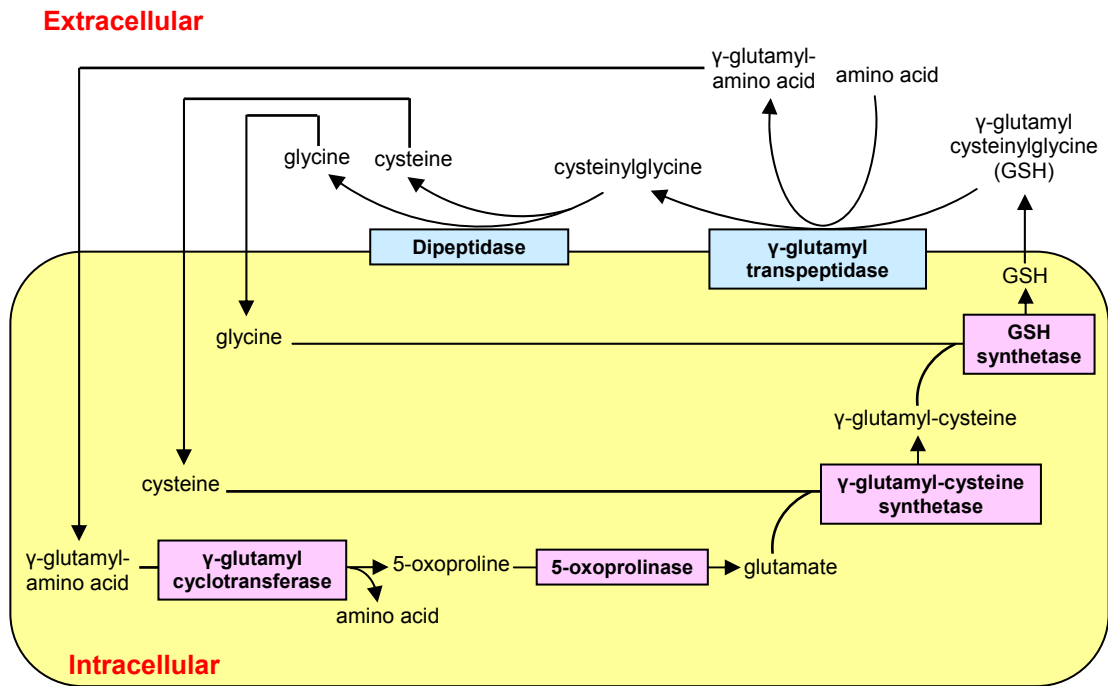 Extracellular
γ-glutamyl-
amino acid
amino acid
γ-glutamyl
cysteinylglycine
(GSH)
glycine
cysteine
cysteinylglycine
Dipeptidase
γ-glutamyl
transpeptidase
GSH
glycine
GSH
synthetase
γ-glutamyl-cysteine
cysteine
γ-glutamyl-cysteine
synthetase
γ-glutamyl-
amino acid
γ-glutamyl
cyclotransferase
5-oxoproline
5-oxoprolinase
glutamate
amino acid
Intracellular